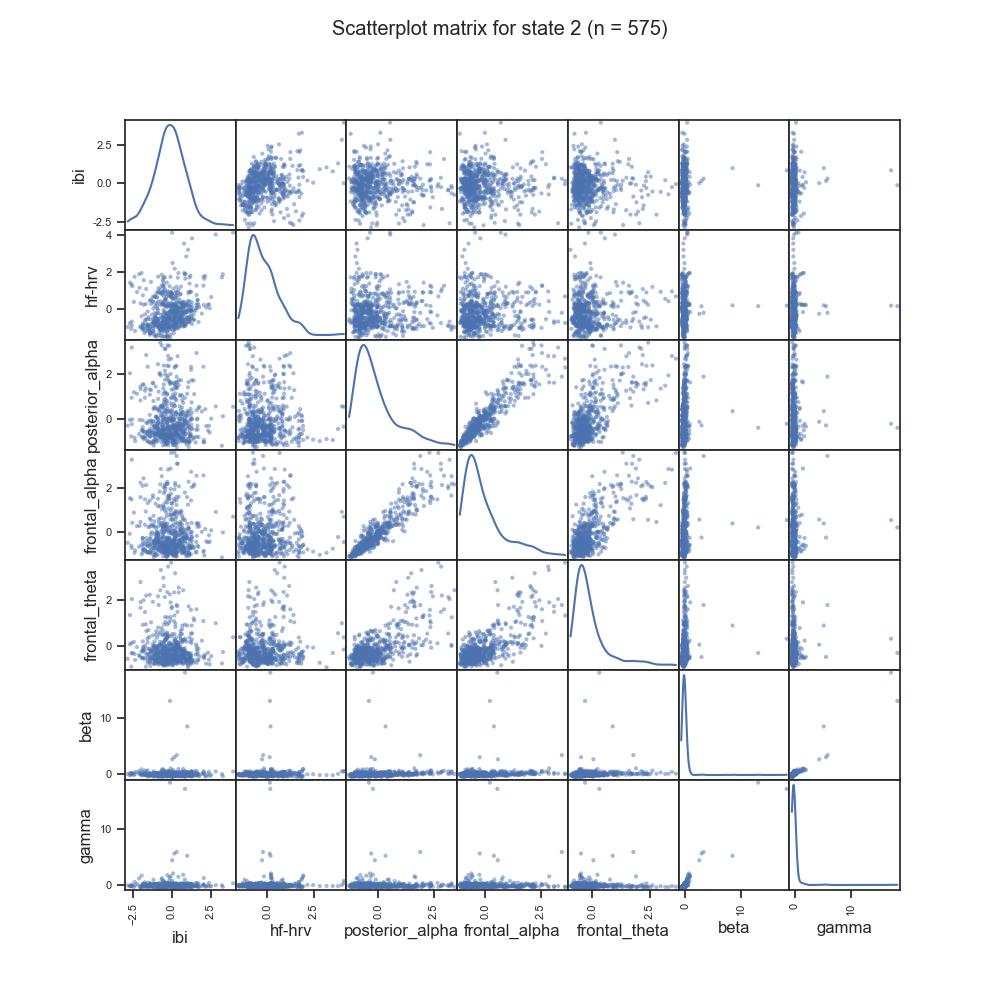 Scatterplot matrix for state 2 (n = 575)
ibi
2.5
0.0
−2.5
hf-hrv
4
2
0
posterior_alpha
2
0
frontal_alpha
2
0
frontal_theta
2
0
beta
10
0
gamma
10
0
−2.5 0.0 2.5 0.0 2.5 0.0 2.5 0.0 2.5 0.0 2.5 0 10 0 10
ibi hf-hrv posterior_alpha frontal_alpha frontal_theta beta gamma